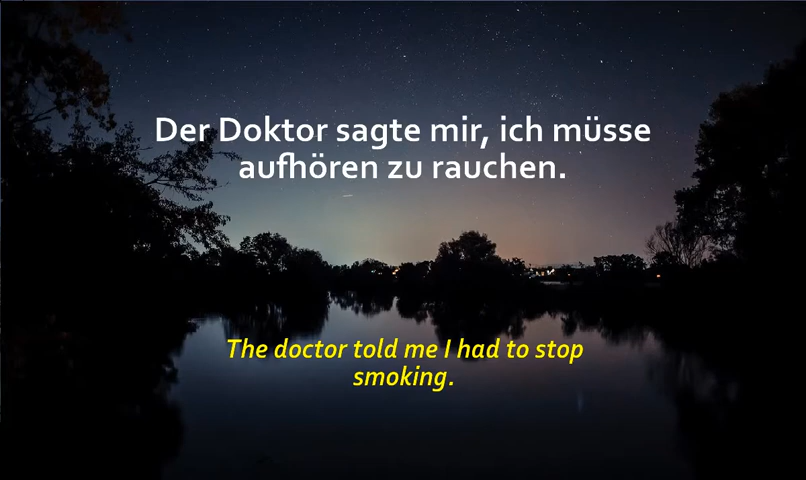 Der Doktor sagte mir, ich müsse
aufhören zu rauchen.
The doctor told me I had to stop
smoking.